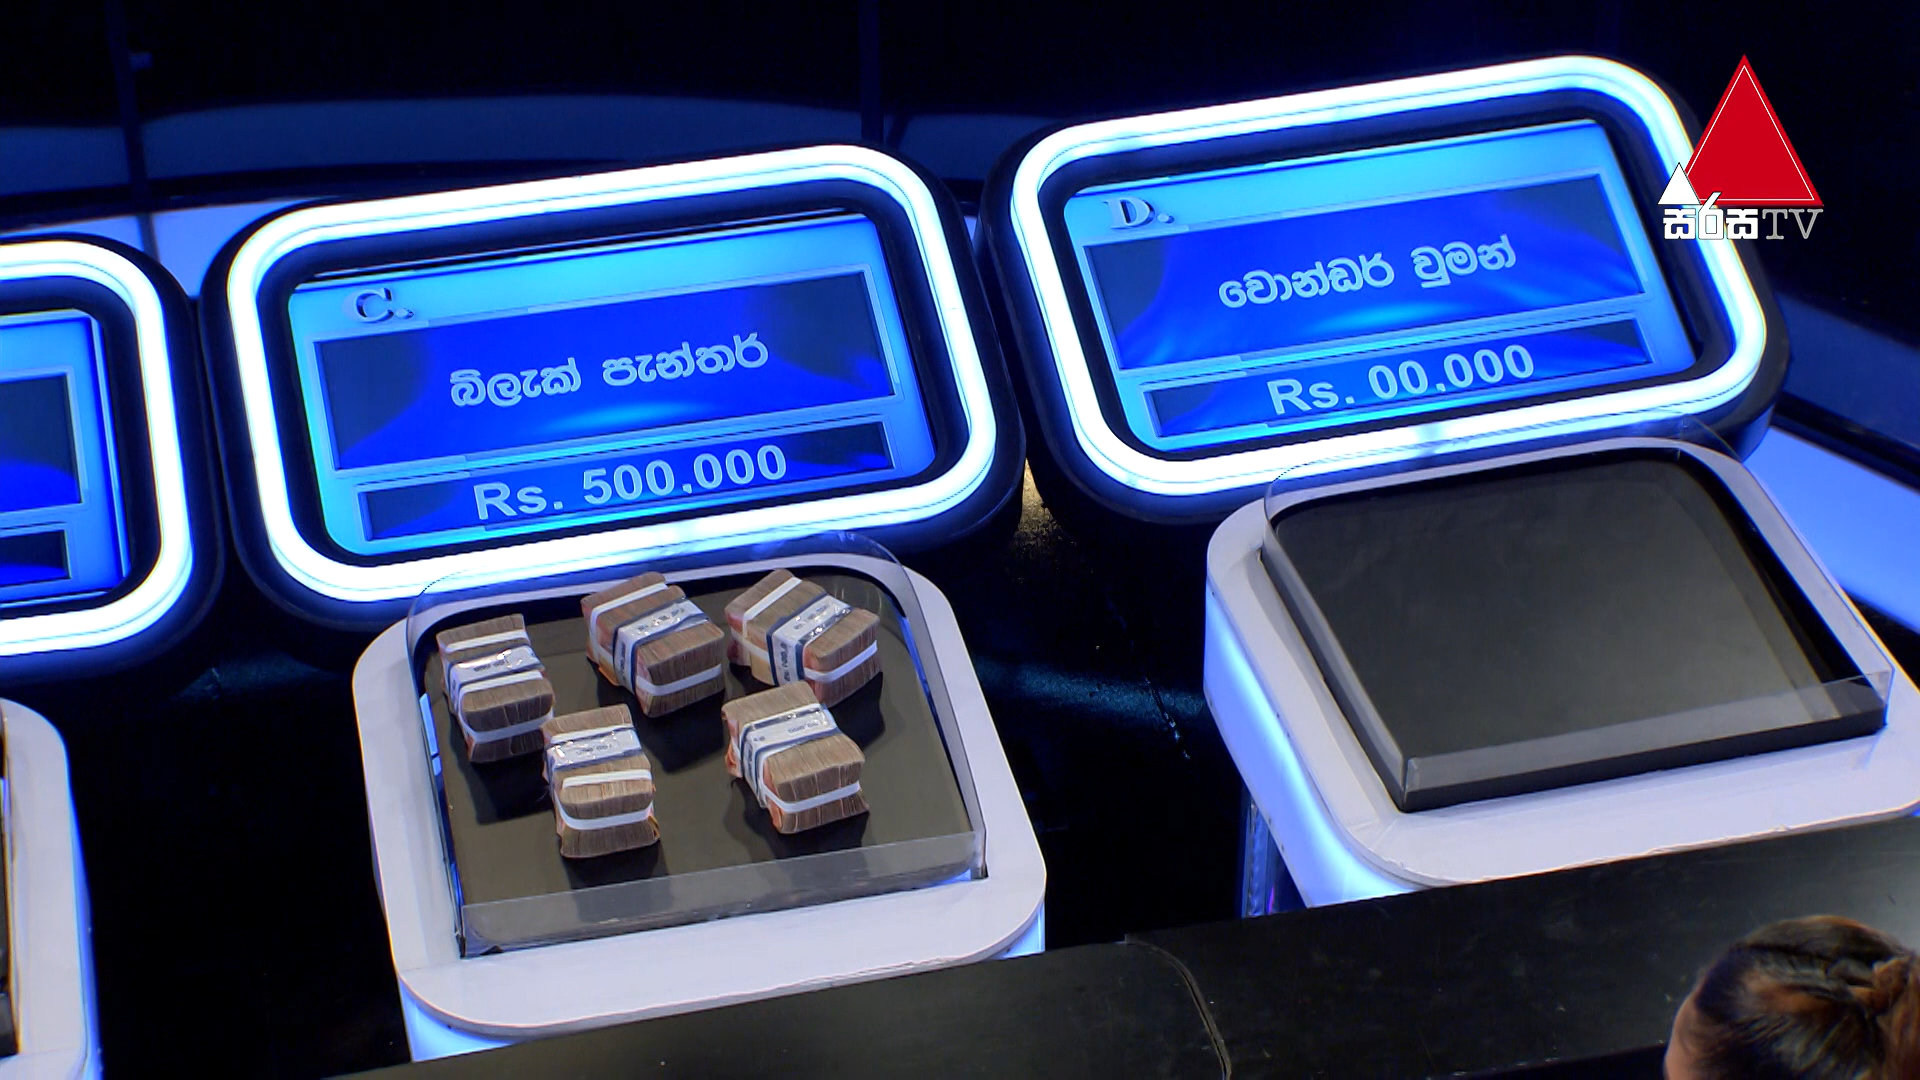 C.
බ්ලැක් පැන්තර්
Rs. 500,000
D.
වොන්ඩර් වුමන්
Rs. 00,000
සිරස TV